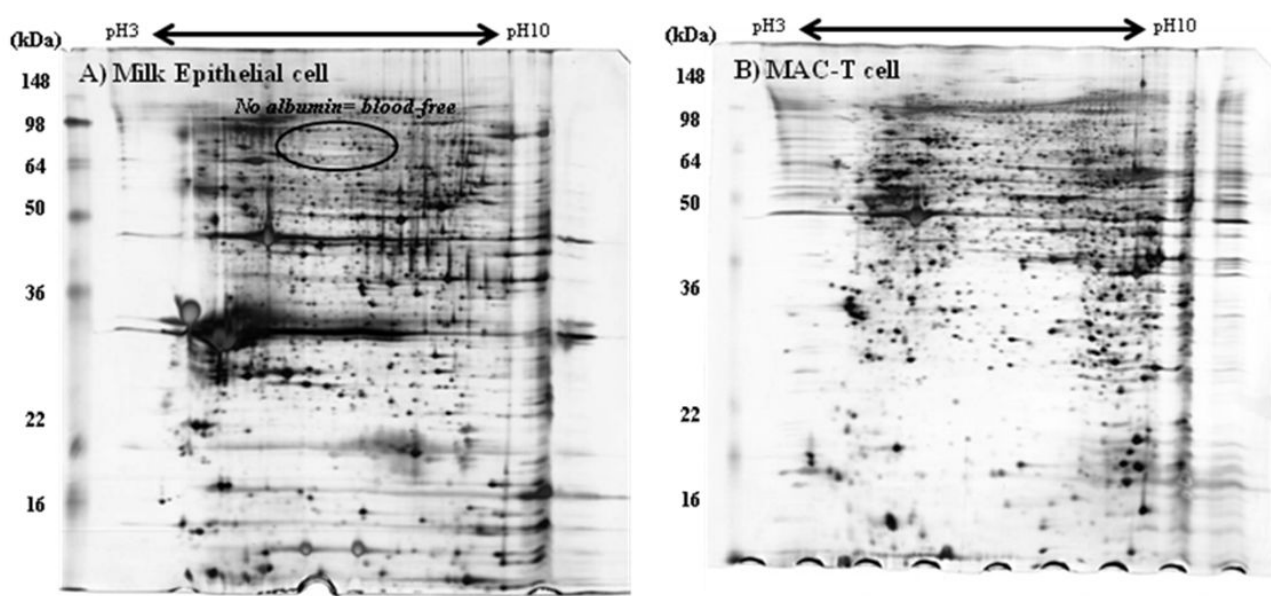 pH3 pH10
(kDa)
A) Milk Epithelial cell
No albumin= blood-free
148
98
64
50
36
22
16
pH3 pH10
(kDa)
B) MAC-T cell
148
98
64
50
36
22
16